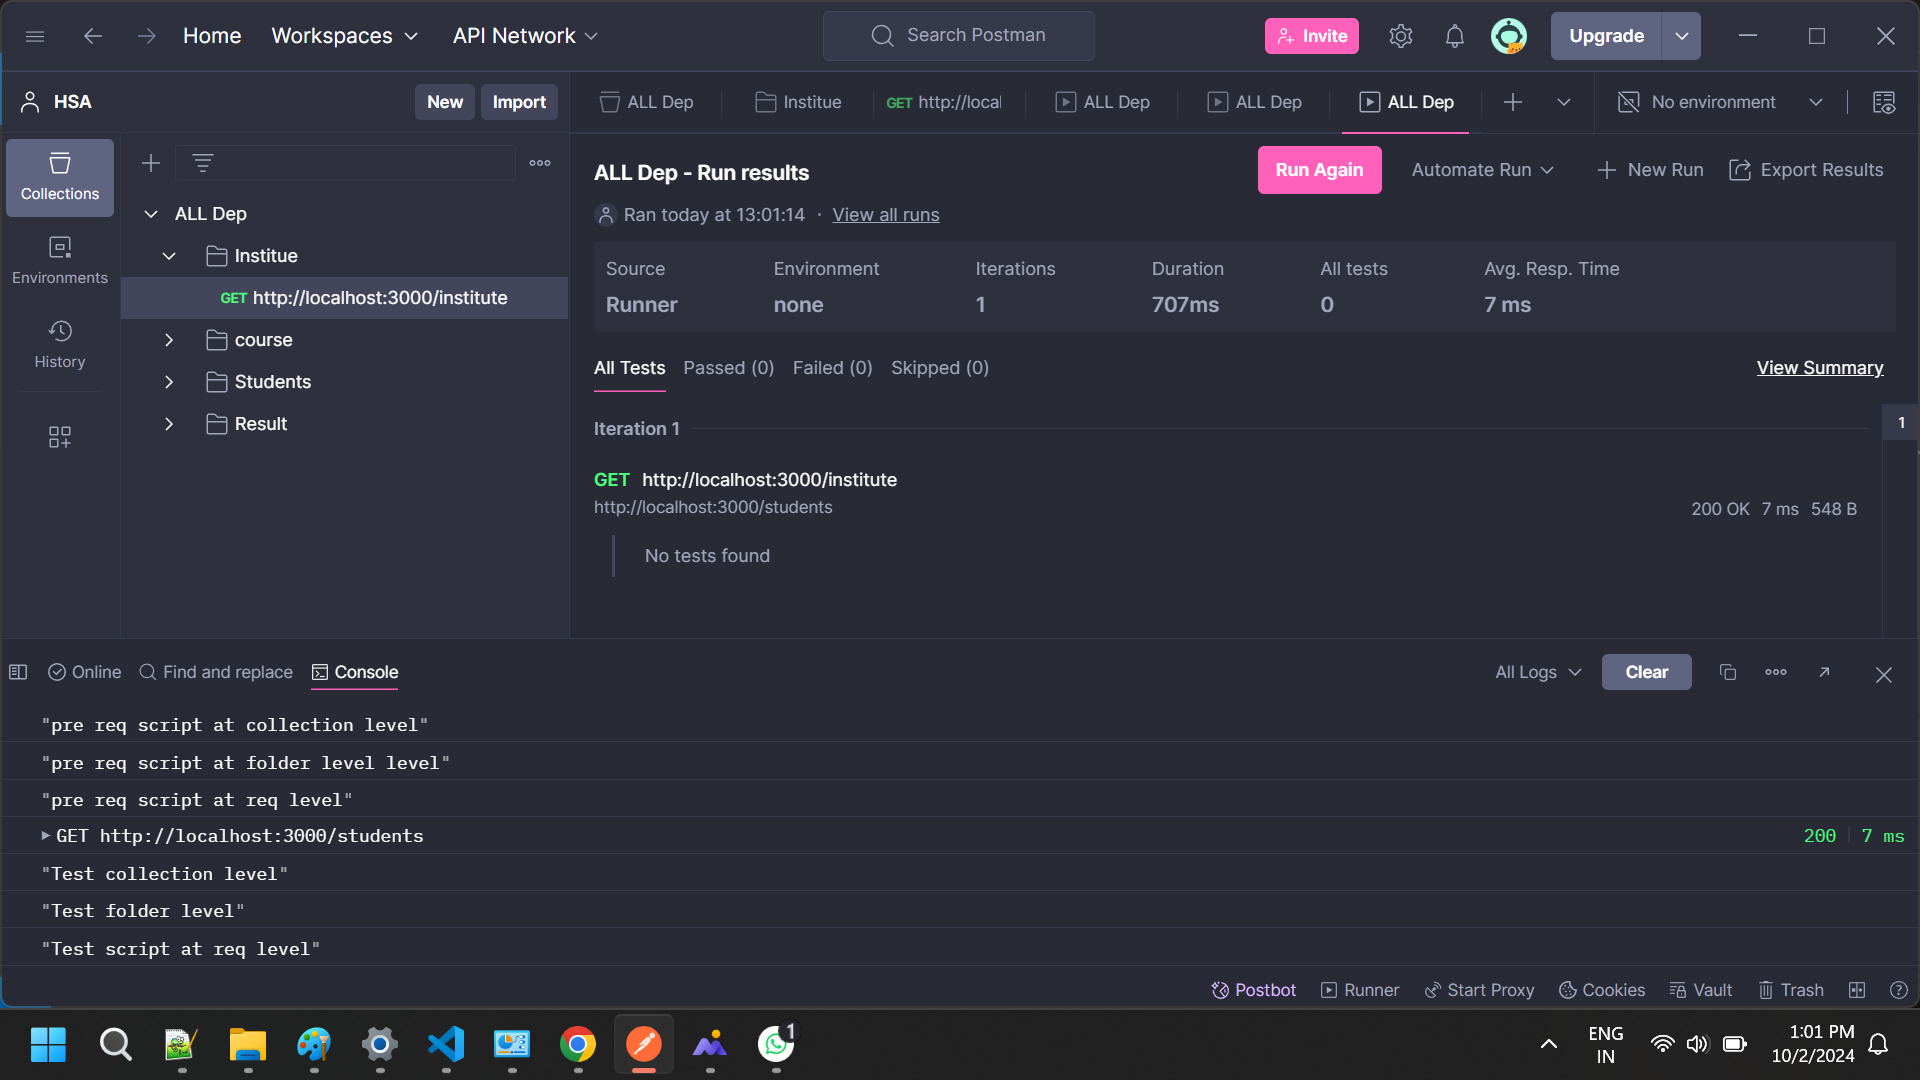 Home Workspaces API Network Search Postman Invite Upgrade
HSA New Import ALL Dep Institue GET http://local ALL Dep ALL Dep ALL Dep No environment
Collections
Environments
History
ALL Dep
Institue
GET http://localhost:3000/institute
course
Students
Result
ALL Dep - Run results Run Again Automate Run New Run Export Results
Ran today at 13:01:14 · View all runs
Source Environment Iterations Duration All tests Avg. Resp. Time
Runner none 1 707ms 0 7 ms
All Tests Passed (0) Failed (0) Skipped (0) View Summary
Iteration 1 1
GET http://localhost:3000/institute
http://localhost:3000/students 200 OK 7 ms 548 B
No tests found
Online Find and replace Console All Logs Clear
"pre req script at collection level"
"pre req script at folder level level"
"pre req script at req level"
GET http://localhost:3000/students 200 7 ms
"Test collection level"
"Test folder level"
"Test script at req level"
Postbot Runner Start Proxy Cookies Vault Trash
1
ENG
IN
1:01 PM
10/2/2024